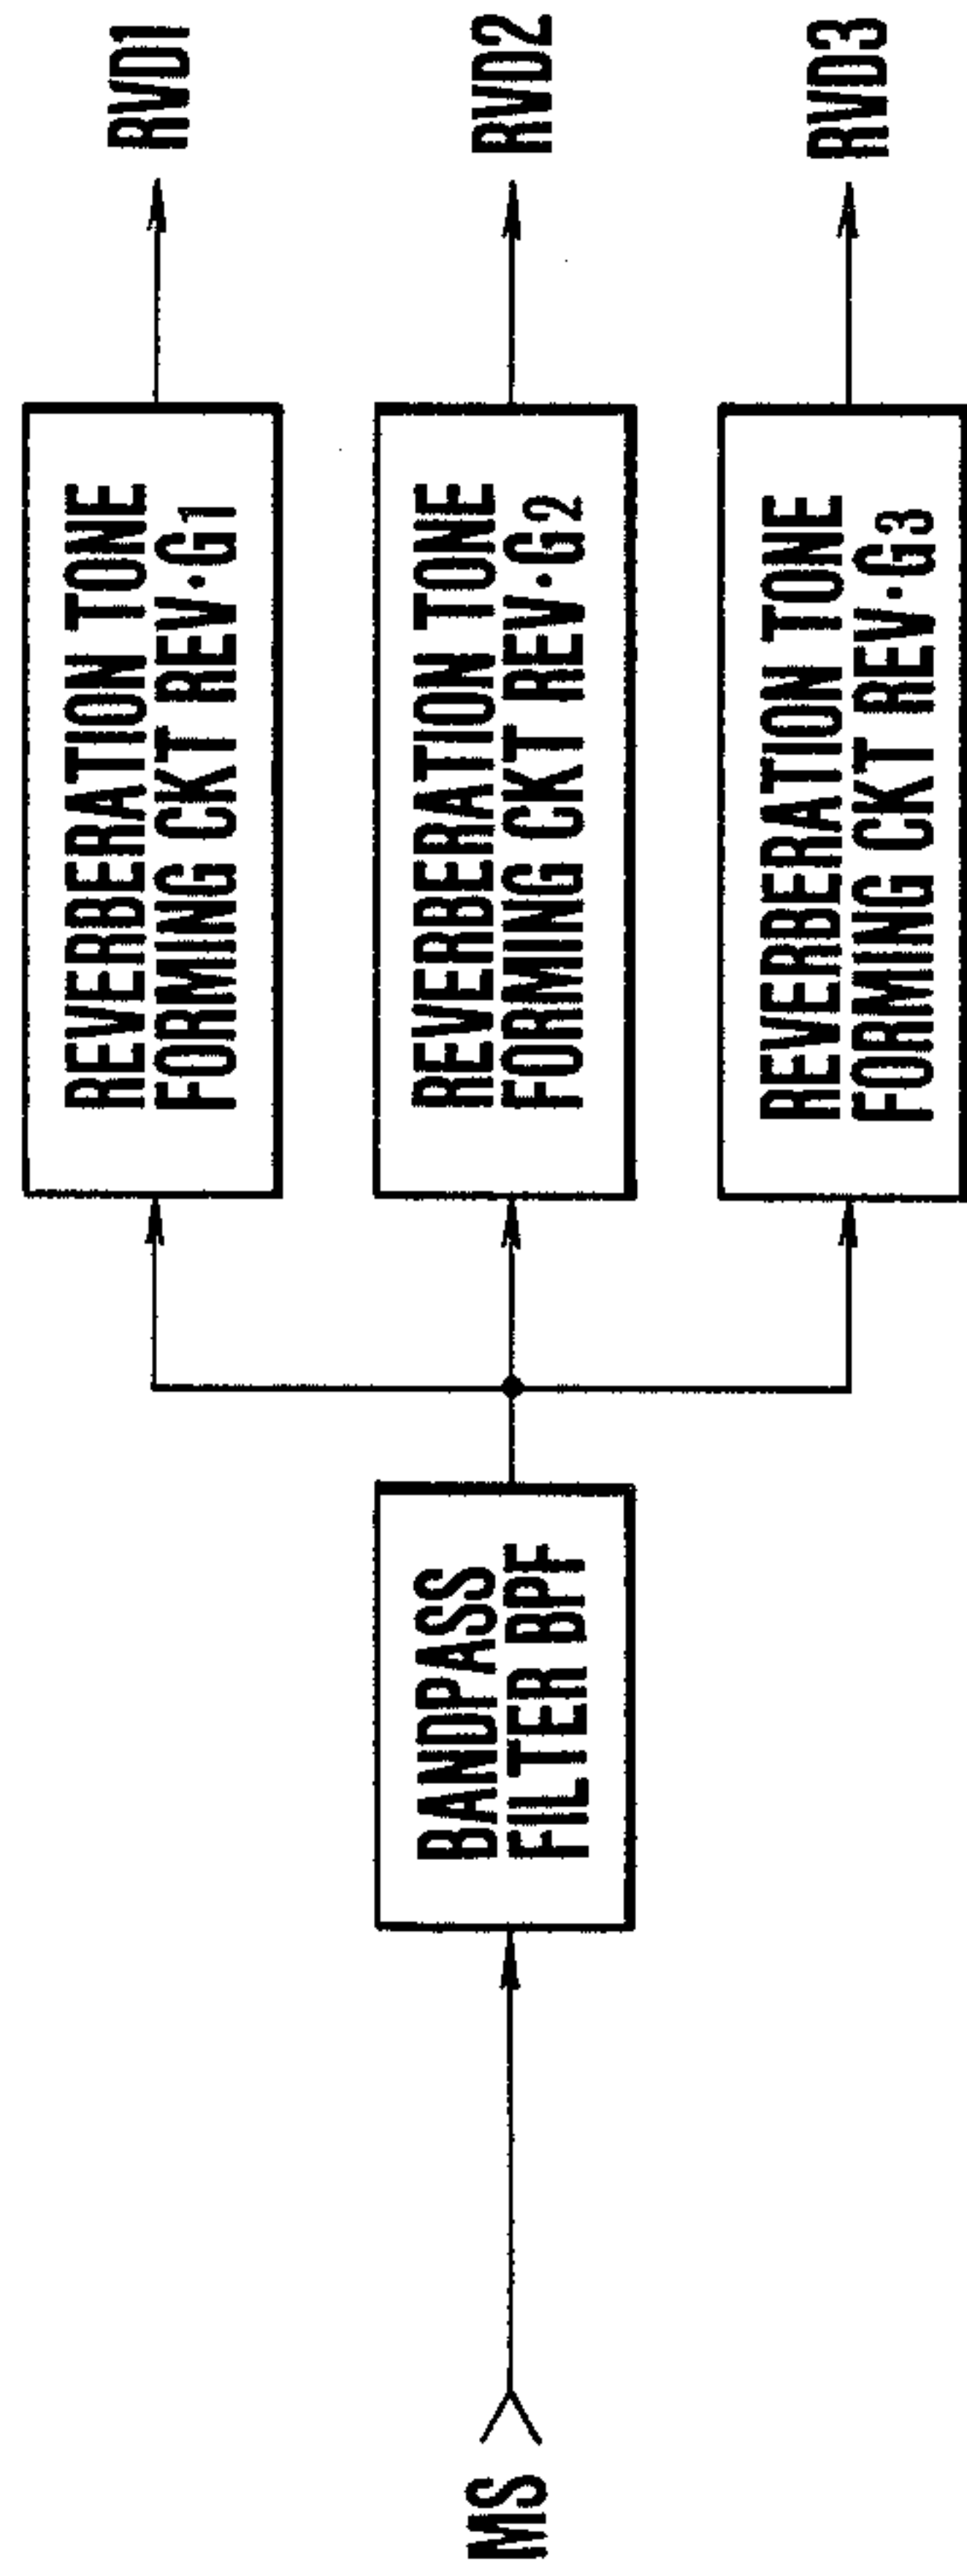 MS
BANDPASS
FILTER BPF
REVERBERATION TONE
FORMING CKT REV·G1
RVD1
REVERBERATION TONE
FORMING CKT REV·G2
RVD2
REVERBERATION TONE
FORMING CKT REV·G3
RVD3